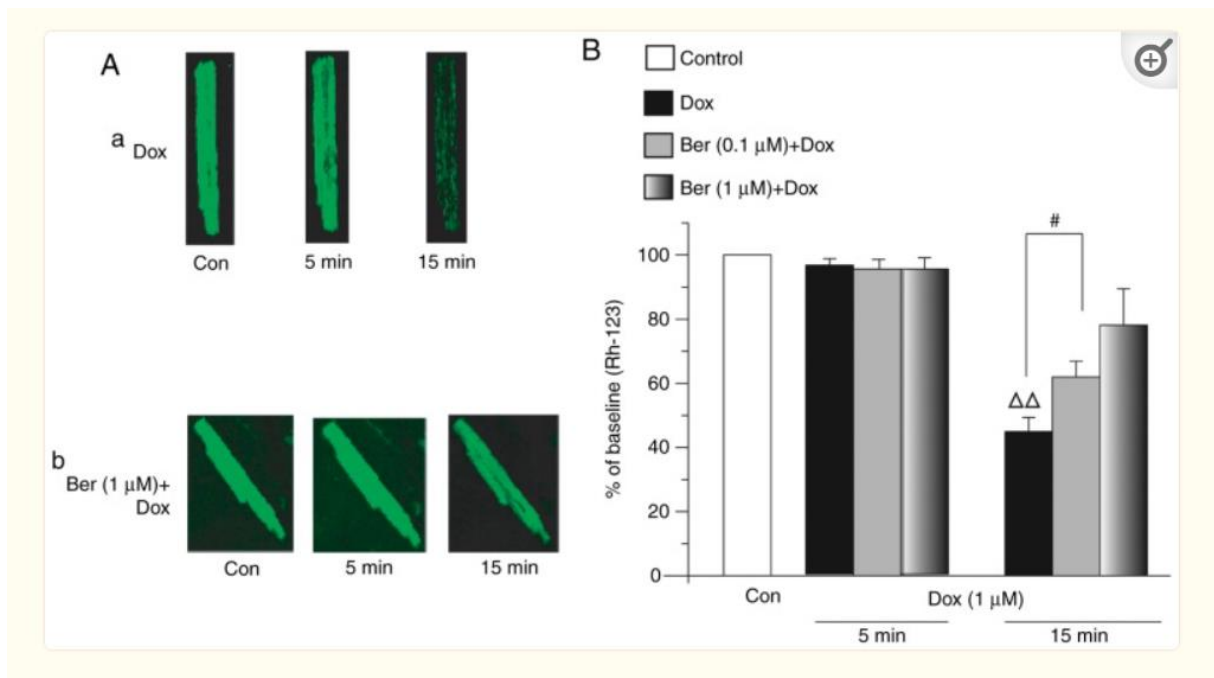 A
a
Dox
Con
5 min
15 min
b
Ber (1 μM)+
Dox
Con
5 min
15 min
B
Control
Dox
Ber (0.1 μM)+Dox
Ber (1 μM)+Dox
% of baseline (Rh-123)
100
80
60
40
20
0
#
ΔΔ
Con
Dox (1 μM)
5 min
15 min